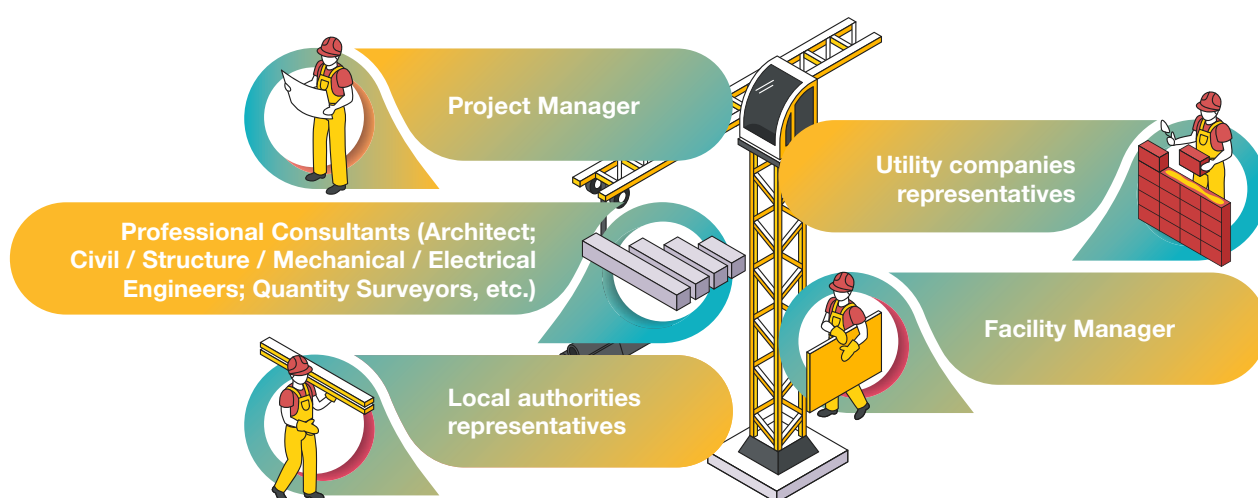 Project Manager
Utility companies
representatives
Professional Consultants (Architect;
Civil / Structure / Mechanical / Electrical
Engineers; Quantity Surveyors, etc.)
Facility Manager
Local authorities
representatives